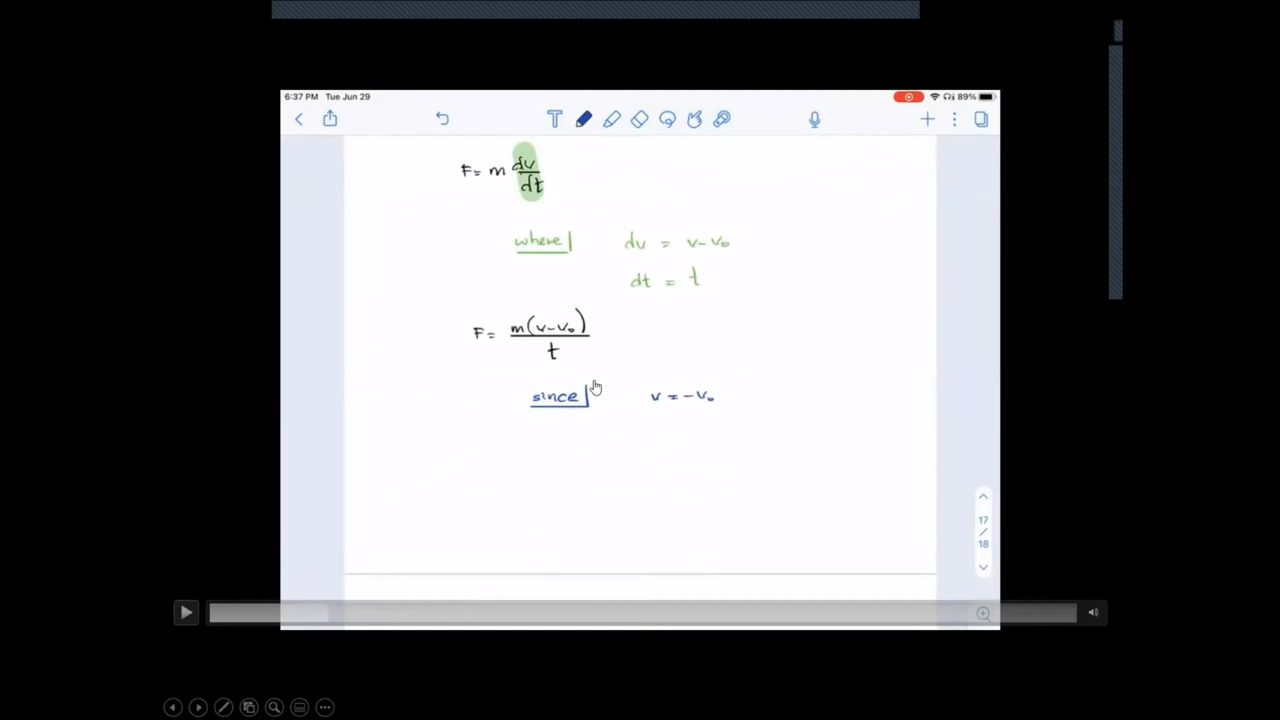 6:37 PM Tue Jun 29
89%
F = m dv/dt
where dv = v-v₀
dt = t
F = m(v-v₀)/t
since v = -v₀
17
/
18